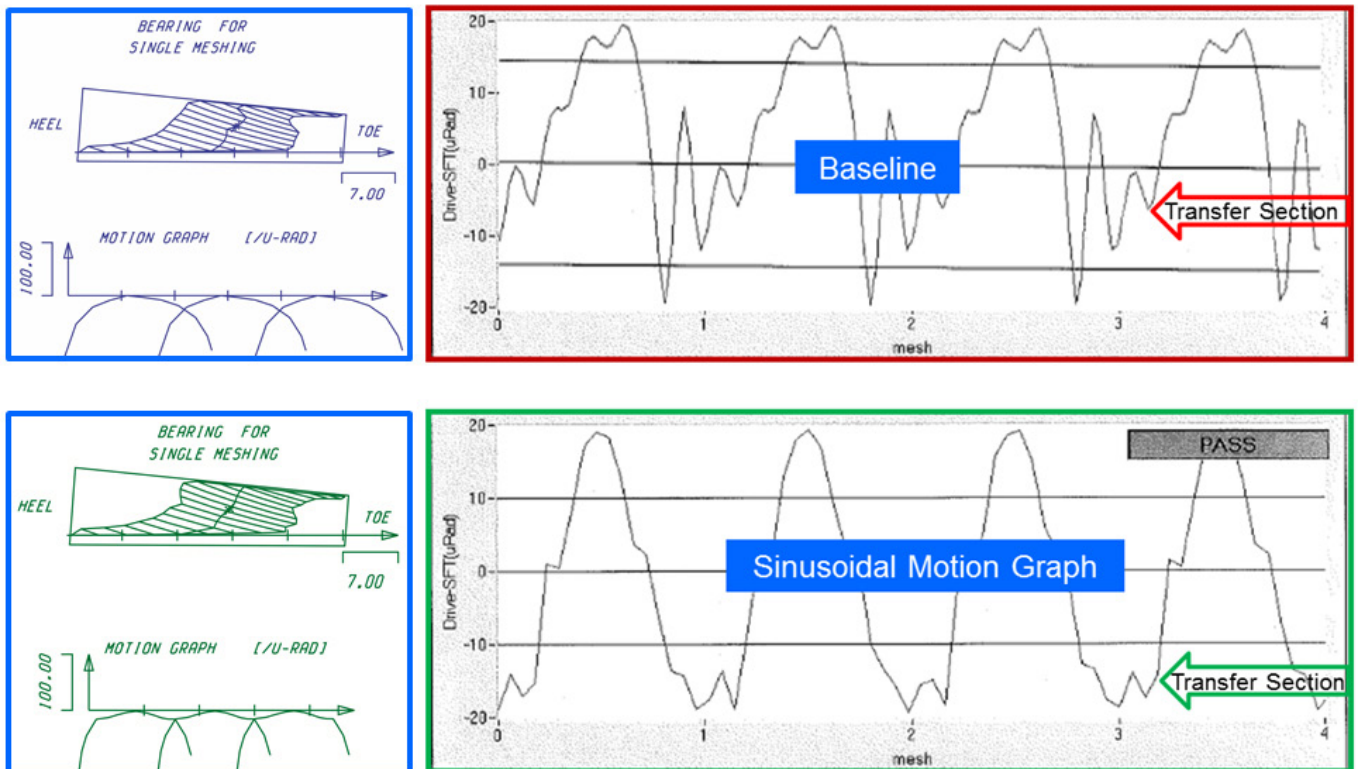 BEARING FOR
SINGLE MESHING
HEEL
TOE
7.00
MOTION GRAPH [/U-RAD]
100.00
20
10
0
-10
-20
Drive-SFT(uRad)
Baseline
Transfer Section
0 1 2 3 4
mesh
BEARING FOR
SINGLE MESHING
HEEL
TOE
7.00
MOTION GRAPH [/U-RAD]
100.00
20
10
0
-10
-20
Drive-SFT(uRad)
PASS
Sinusoidal Motion Graph
Transfer Section
0 1 2 3 4
mesh